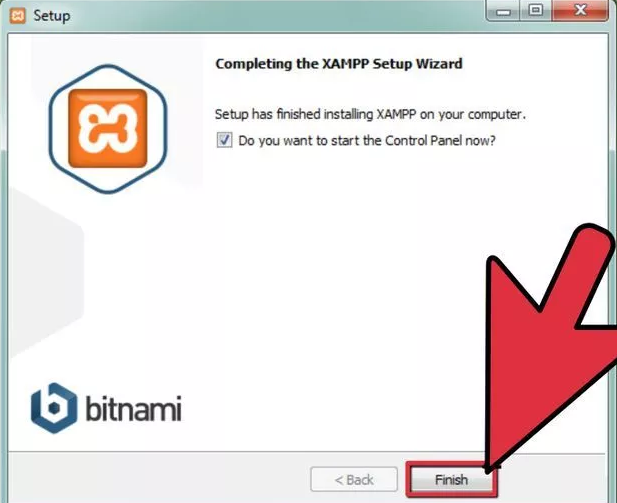 Setup
Completing the XAMPP Setup Wizard
Setup has finished installing XAMPP on your computer.
Do you want to start the Control Panel now?
bitnami
< Back
Finish